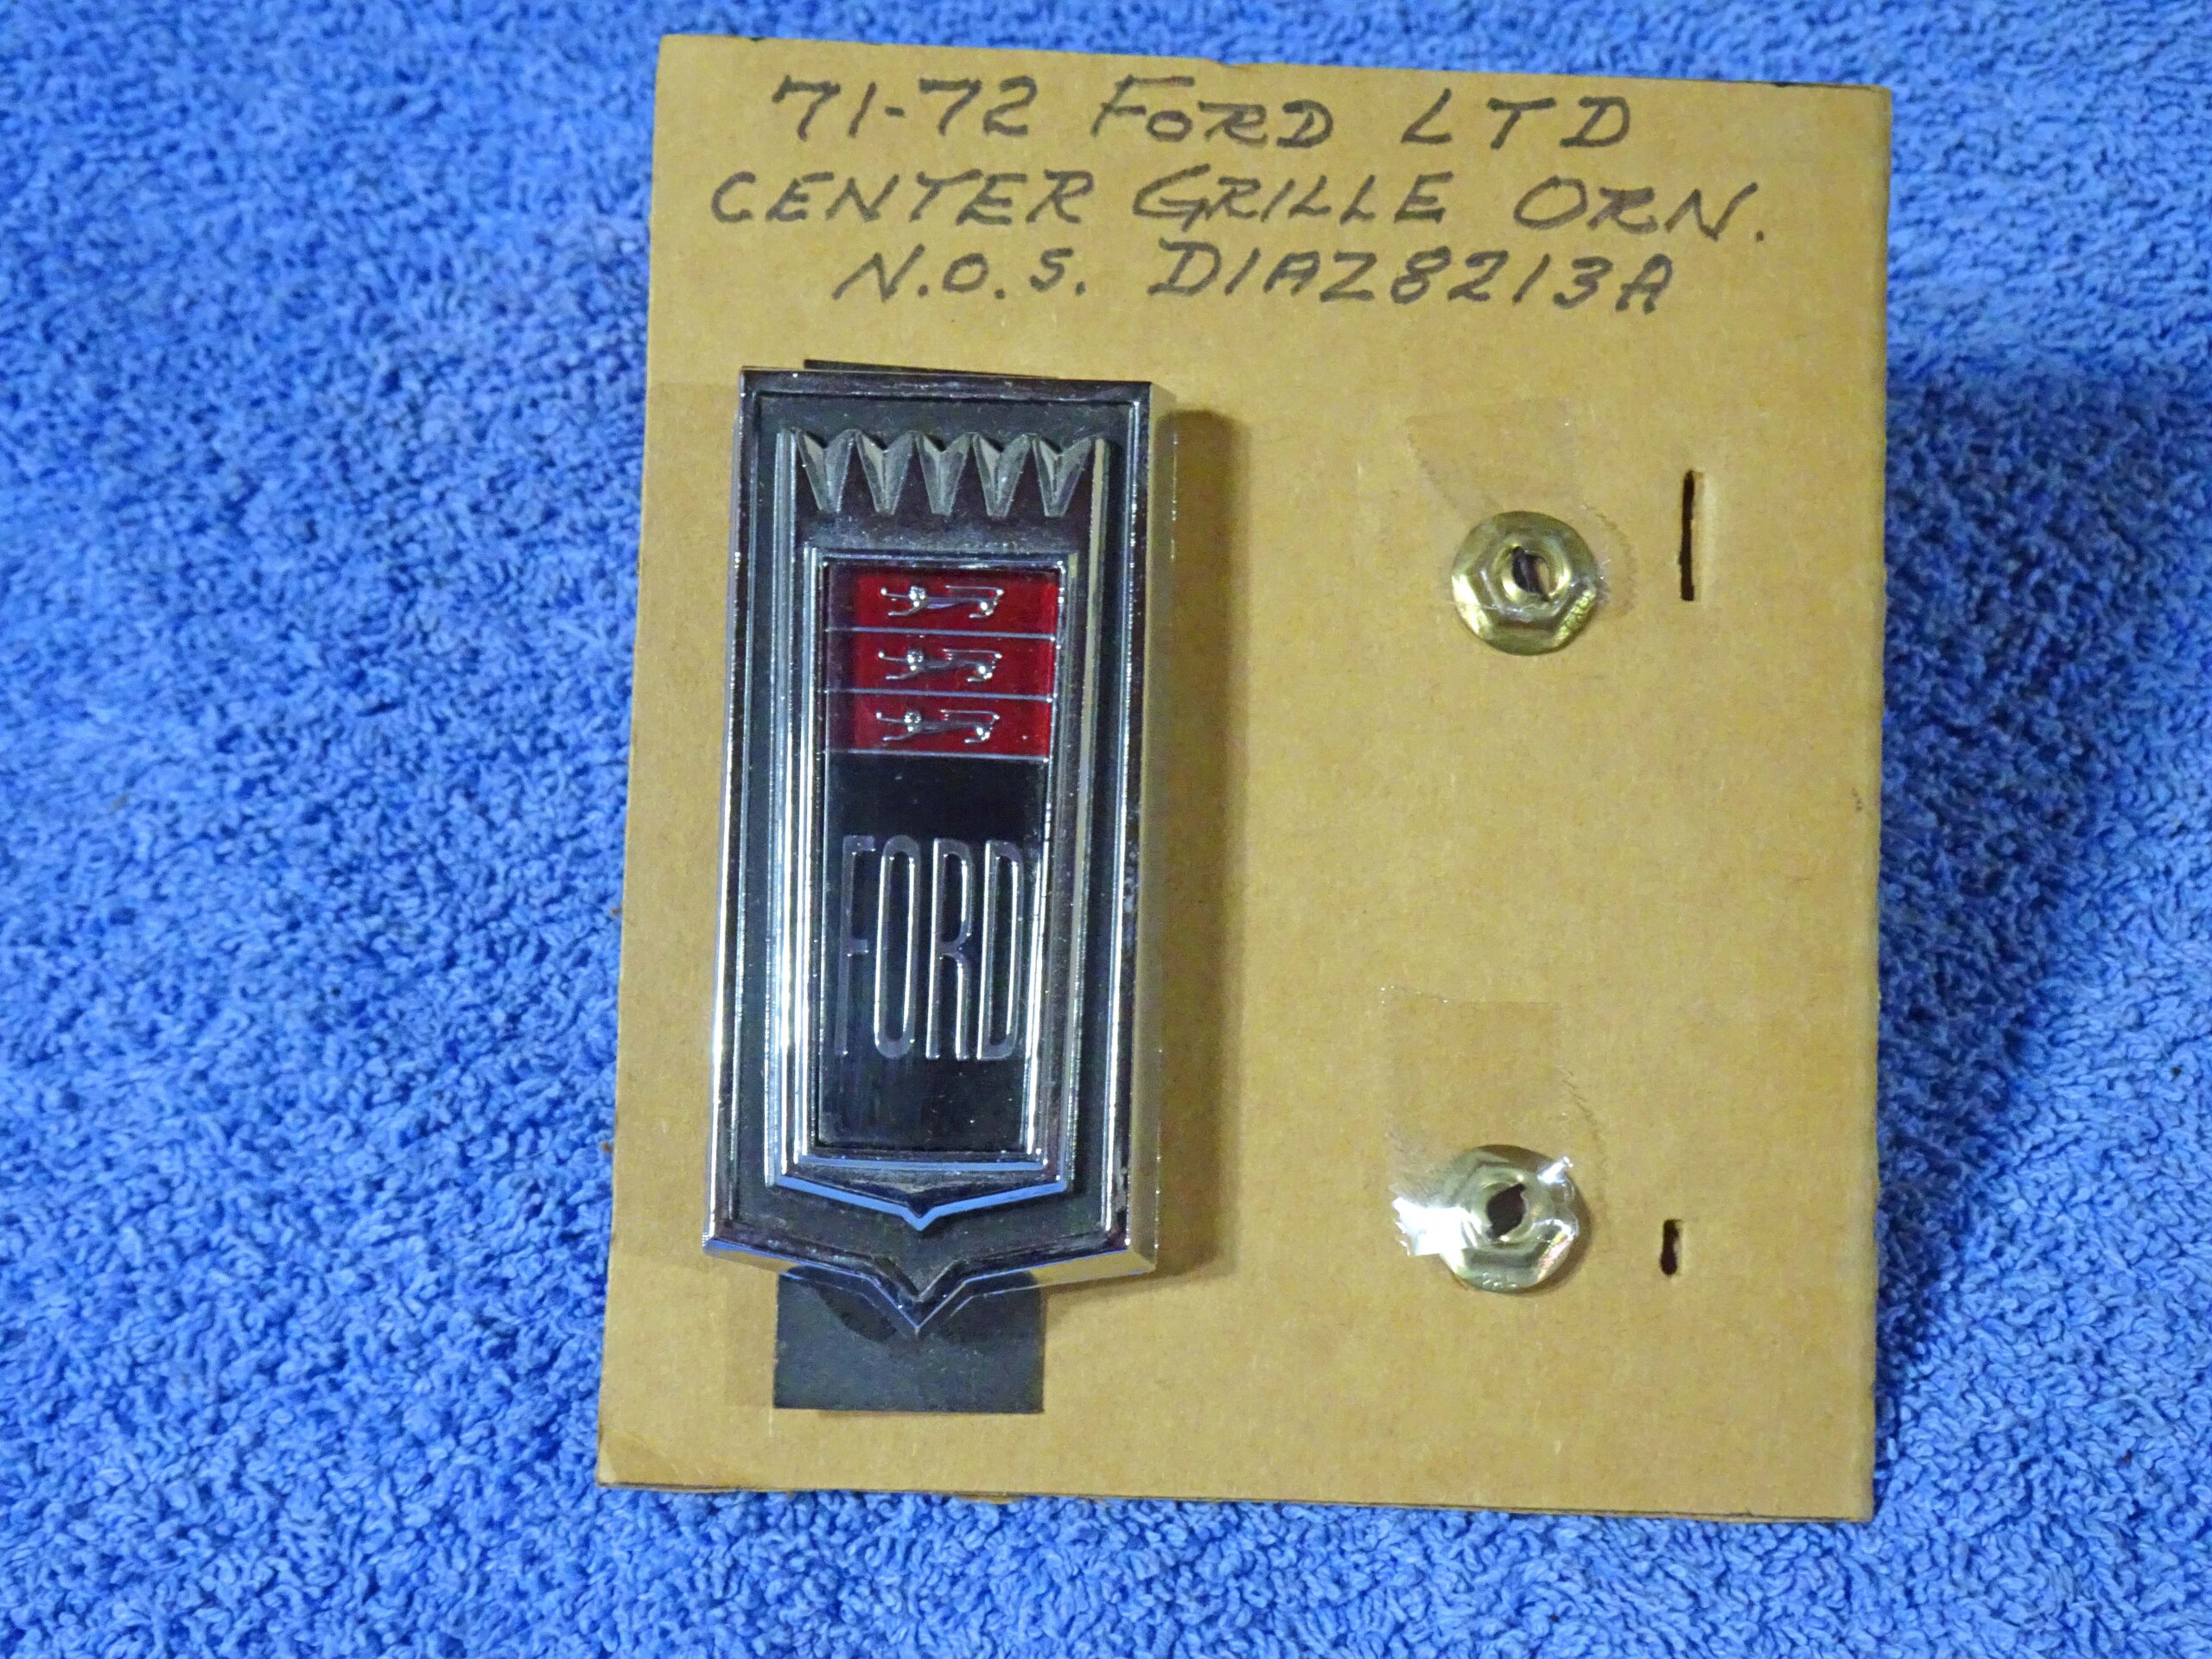 71-72 FORD LTD
CENTER GRILLE ORN.
N.O.S. D1AZ8213A
FORD